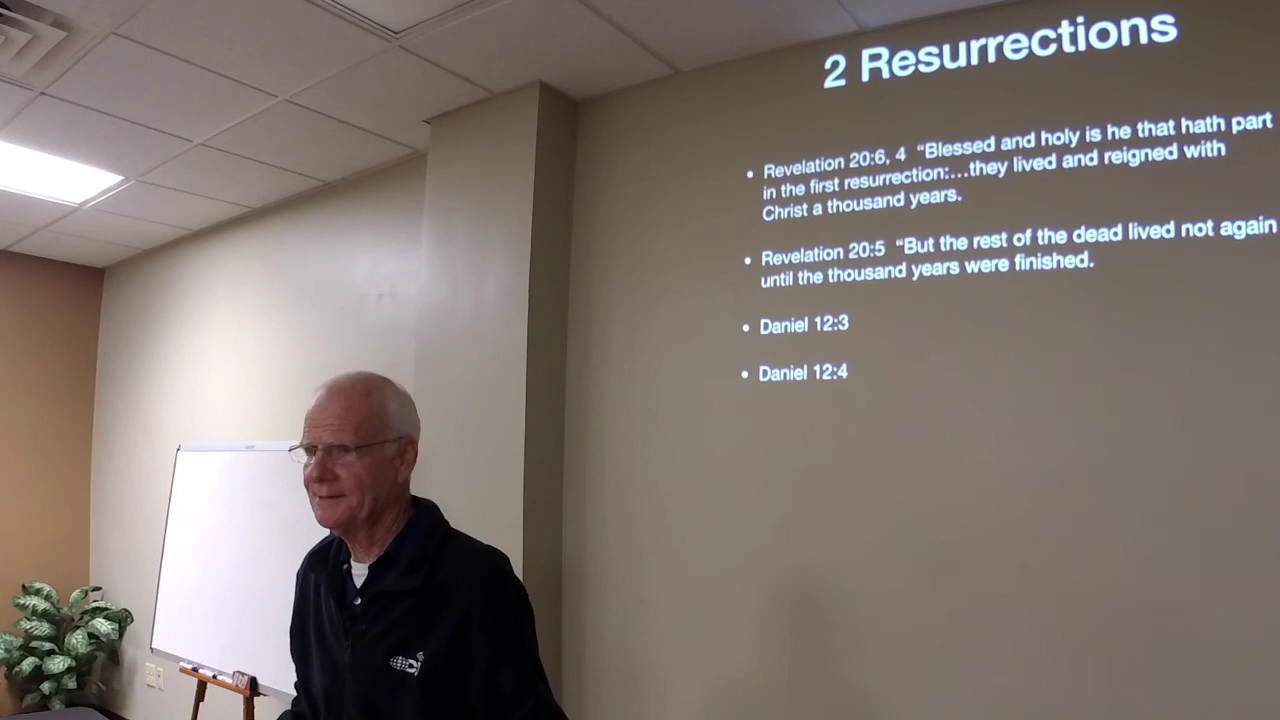 2 Resurrections
• Revelation 20:6, 4 “Blessed and holy is he that hath part
in the first resurrection:...they lived and reigned with
Christ a thousand years.
• Revelation 20:5 “But the rest of the dead lived not again
until the thousand years were finished.
• Daniel 12:3
• Daniel 12:4